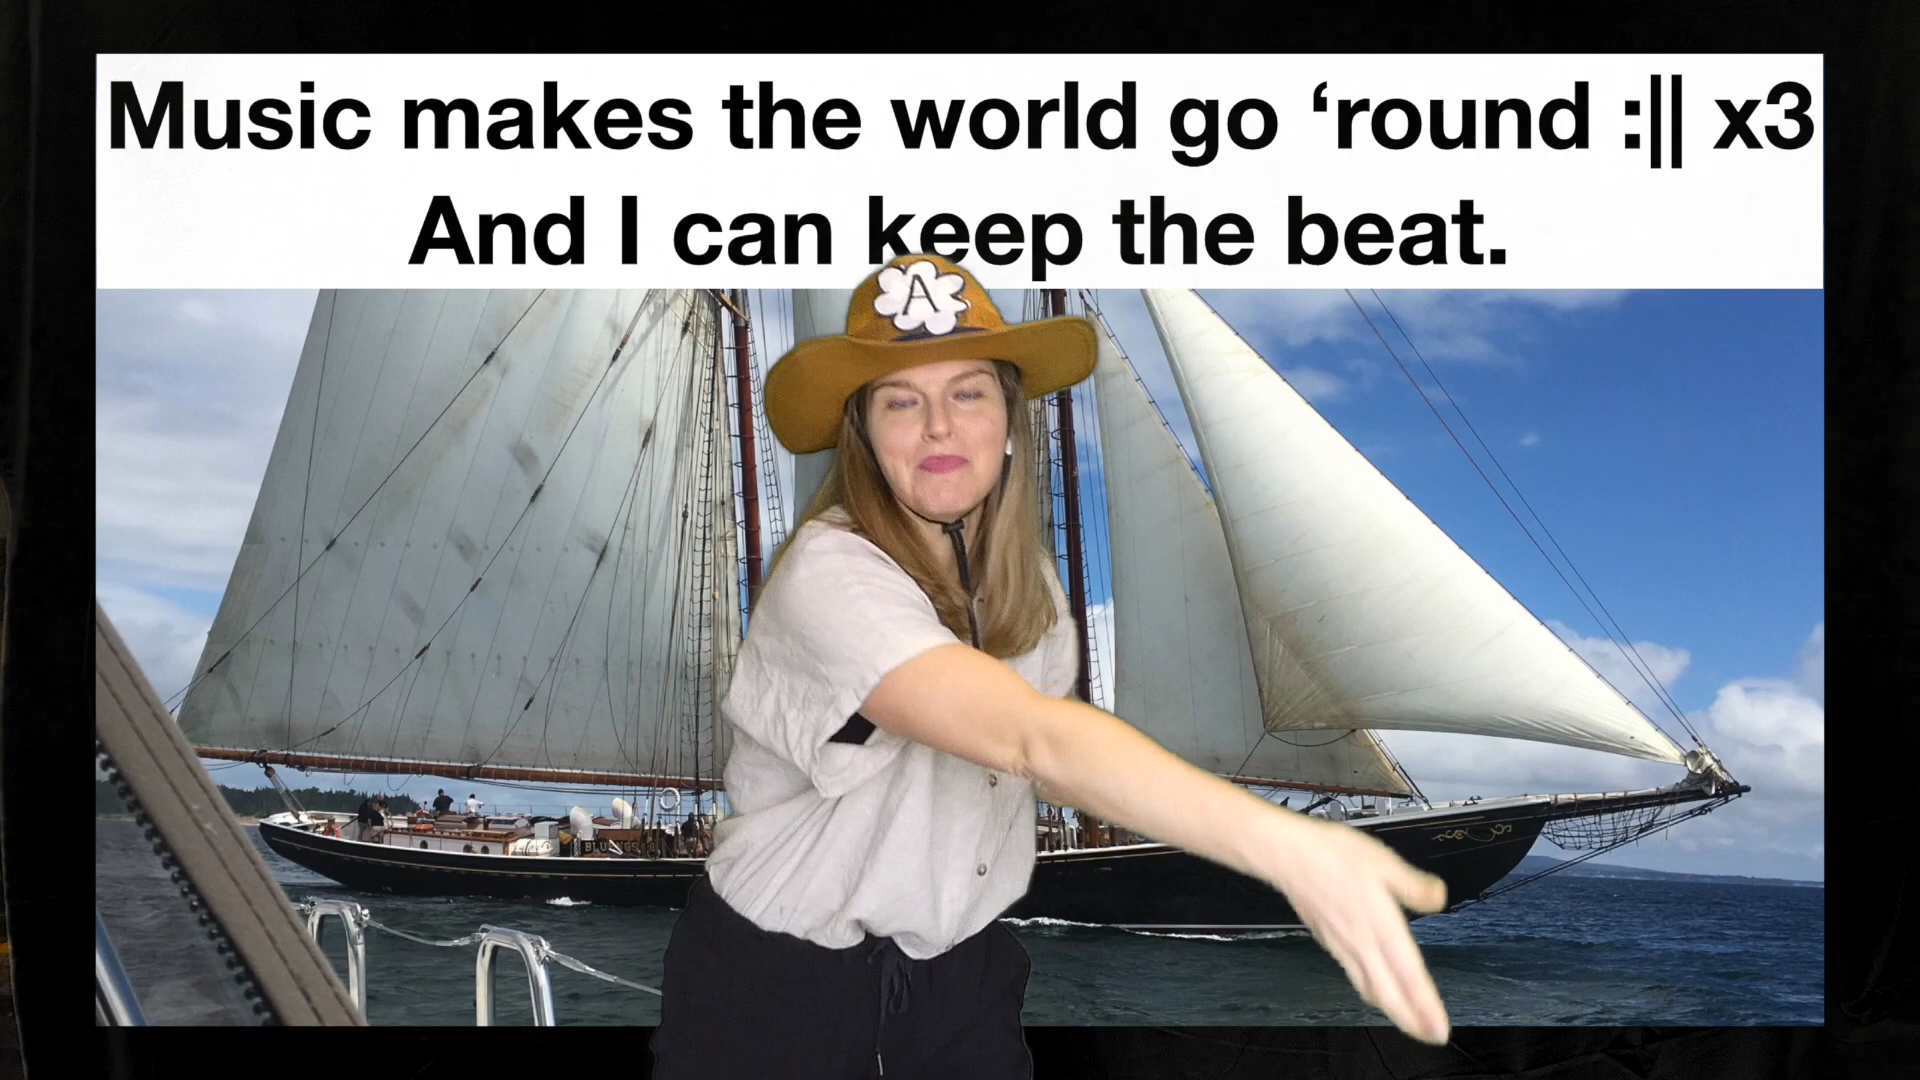 Music makes the world go ‘round :|| x3
And I can keep the beat.
A